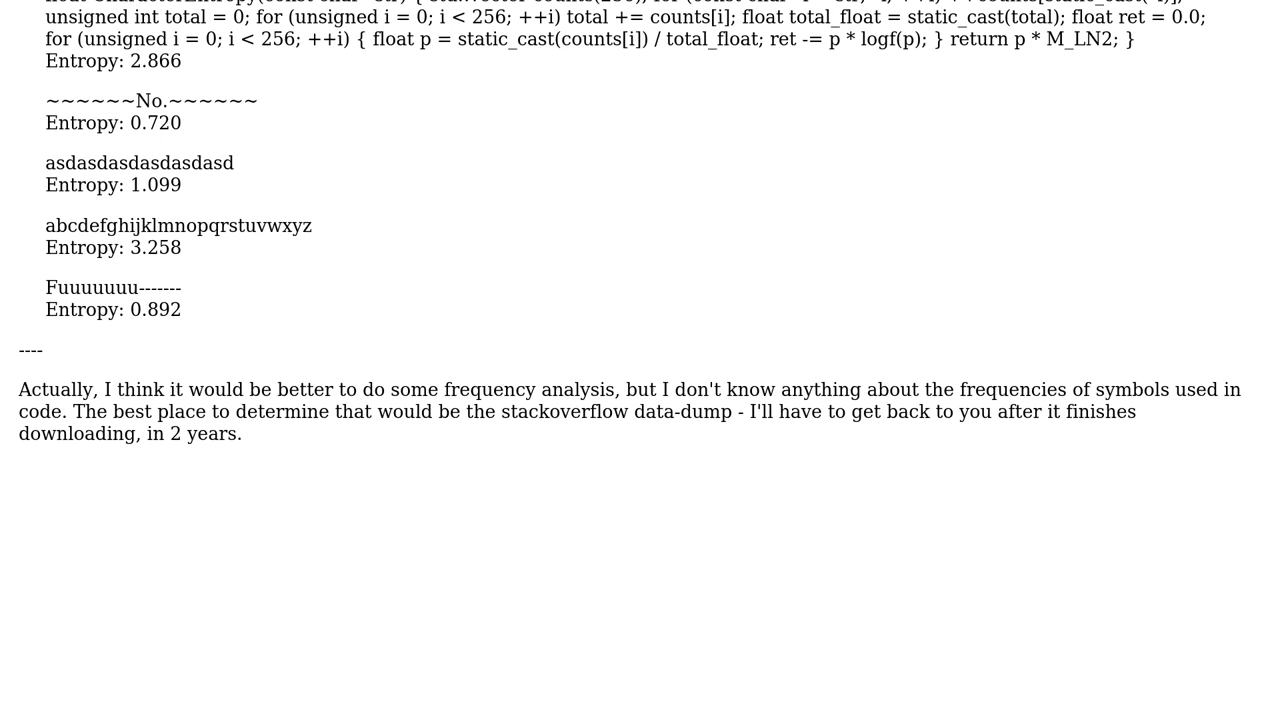 unsigned int total = 0; for (unsigned i = 0; i < 256; ++i) total += counts[i]; float total_float = static_cast(total); float ret = 0.0;
for (unsigned i = 0; i < 256; ++i) { float p = static_cast(counts[i]) / total_float; ret -= p * logf(p); } return p * M_LN2; }
Entropy: 2.866
~~~~~~No.~~~~~~
Entropy: 0.720
asdasdasdasdasdasd
Entropy: 1.099
abcdefghijklmnopqrstuvwxyz
Entropy: 3.258
Fuuuuuuu-------
Entropy: 0.892
----
Actually, I think it would be better to do some frequency analysis, but I don't know anything about the frequencies of symbols used in
code. The best place to determine that would be the stackoverflow data-dump - I'll have to get back to you after it finishes
downloading, in 2 years.